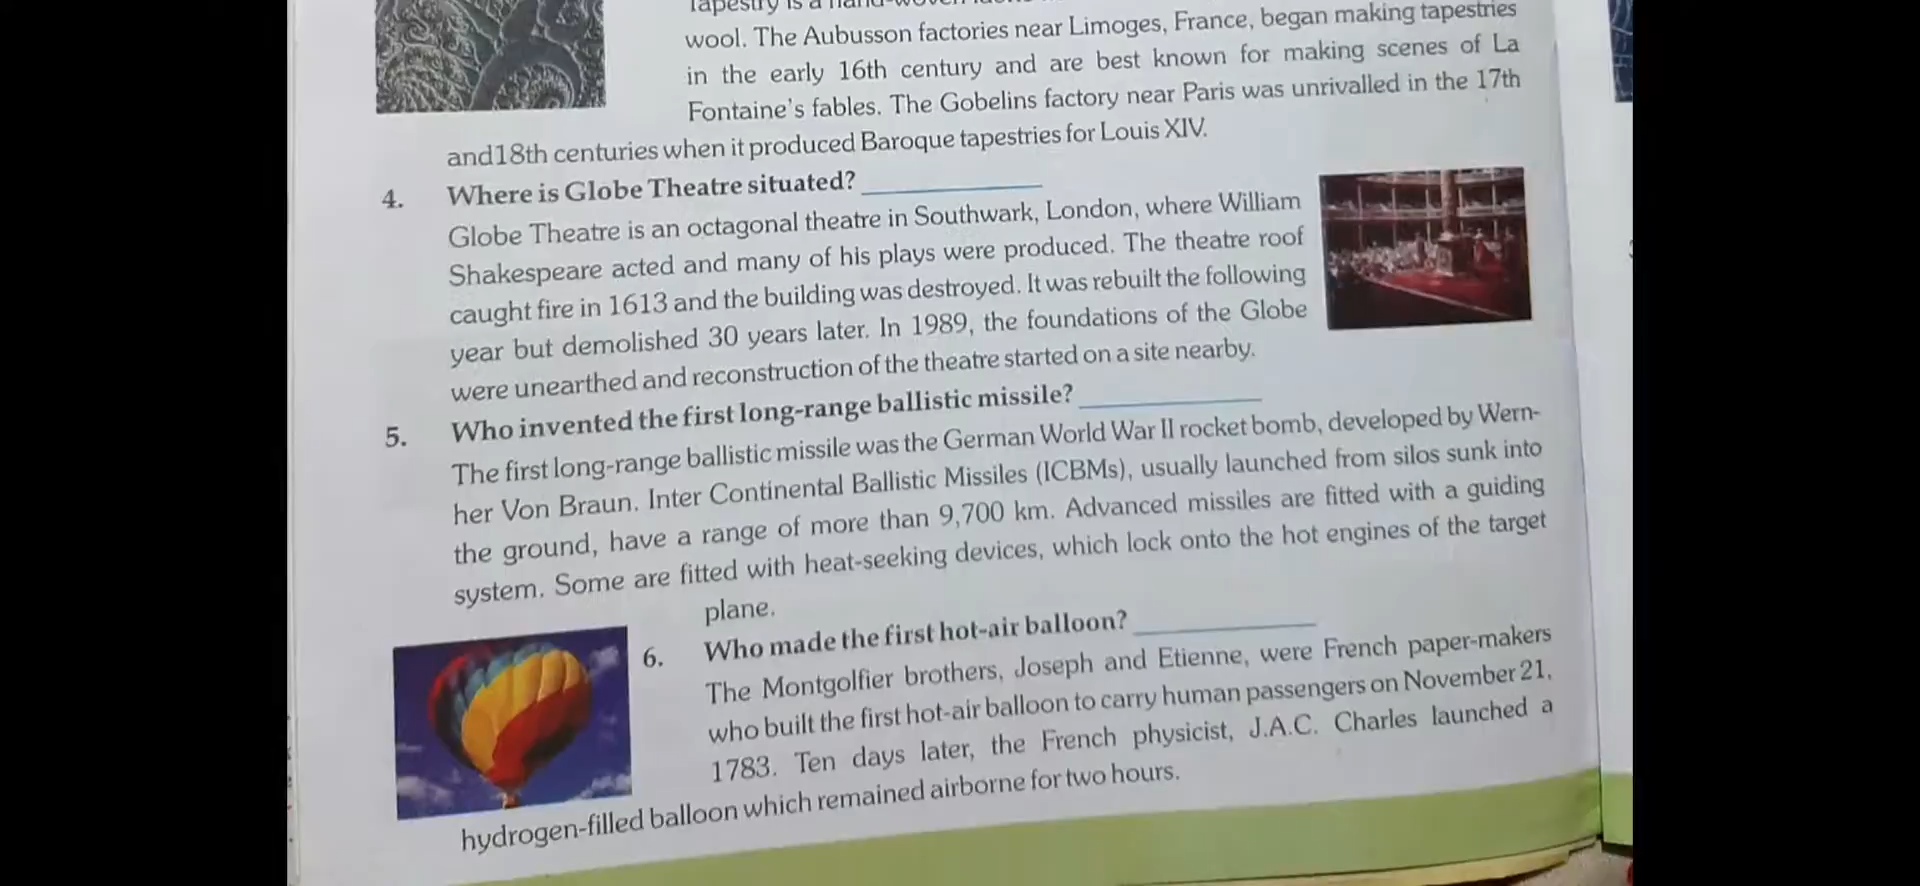 Tapestry is a hand-woven
wool. The Aubusson factories near Limoges, France, began making tapestries
in the early 16th century and are best known for making scenes of La
Fontaine's fables. The Gobelins factory near Paris was unrivalled in the 17th
and18th centuries when it produced Baroque tapestries for Louis XIV.
4. Where is Globe Theatre situated?
Globe Theatre is an octagonal theatre in Southwark, London, where William
Shakespeare acted and many of his plays were produced. The theatre roof
caught fire in 1613 and the building was destroyed. It was rebuilt the following
year but demolished 30 years later. In 1989, the foundations of the Globe
were unearthed and reconstruction of the theatre started on a site nearby.
5. Who invented the first long-range ballistic missile?
The first long-range ballistic missile was the German World War II rocket bomb, developed by Wern-
her Von Braun. Inter Continental Ballistic Missiles (ICBMs), usually launched from silos sunk into
the ground, have a range of more than 9,700 km. Advanced missiles are fitted with a guiding
system. Some are fitted with heat-seeking devices, which lock onto the hot engines of the target
plane.
6. Who made the first hot-air balloon?
The Montgolfier brothers, Joseph and Etienne, were French paper-makers
who built the first hot-air balloon to carry human passengers on November 21,
1783. Ten days later, the French physicist, J.A.C. Charles launched a
hydrogen-filled balloon which remained airborne for two hours.